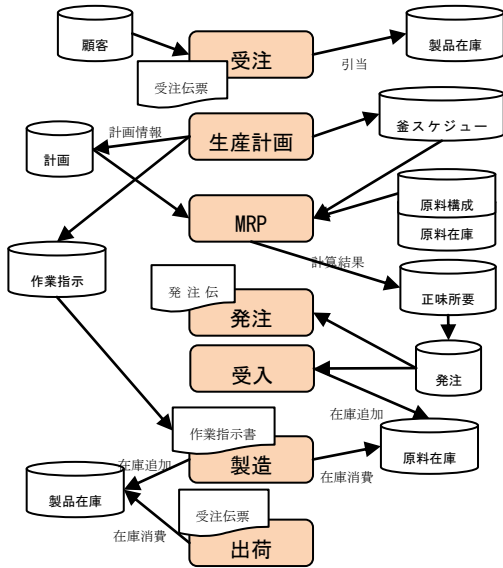 顧客
受注
製品在庫
受注伝票
引当
計画情報
生産計画
釜スケジュー
計画
原料構成
MRP
原料在庫
計算結果
作業指示
発 注 伝
正味所要
発注
受入
発注
在庫追加
作業指示書
在庫追加
製造
原料在庫
製品在庫
在庫消費
受注伝票
在庫消費
出荷